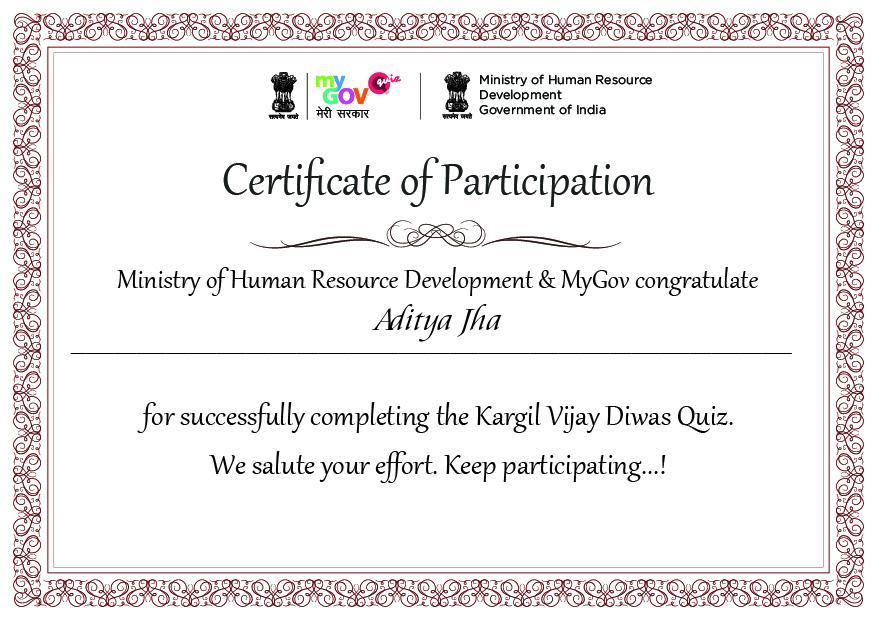 सत्यमेव जयते
my
GOV
quiz
मेरी सरकार
सत्यमेव जयते
Ministry of Human Resource
Development
Government of India
Certificate of Participation
Ministry of Human Resource Development & MyGov congratulate
Aditya Jha
for successfully completing the Kargil Vijay Diwas Quiz.
We salute your effort. Keep participating...!